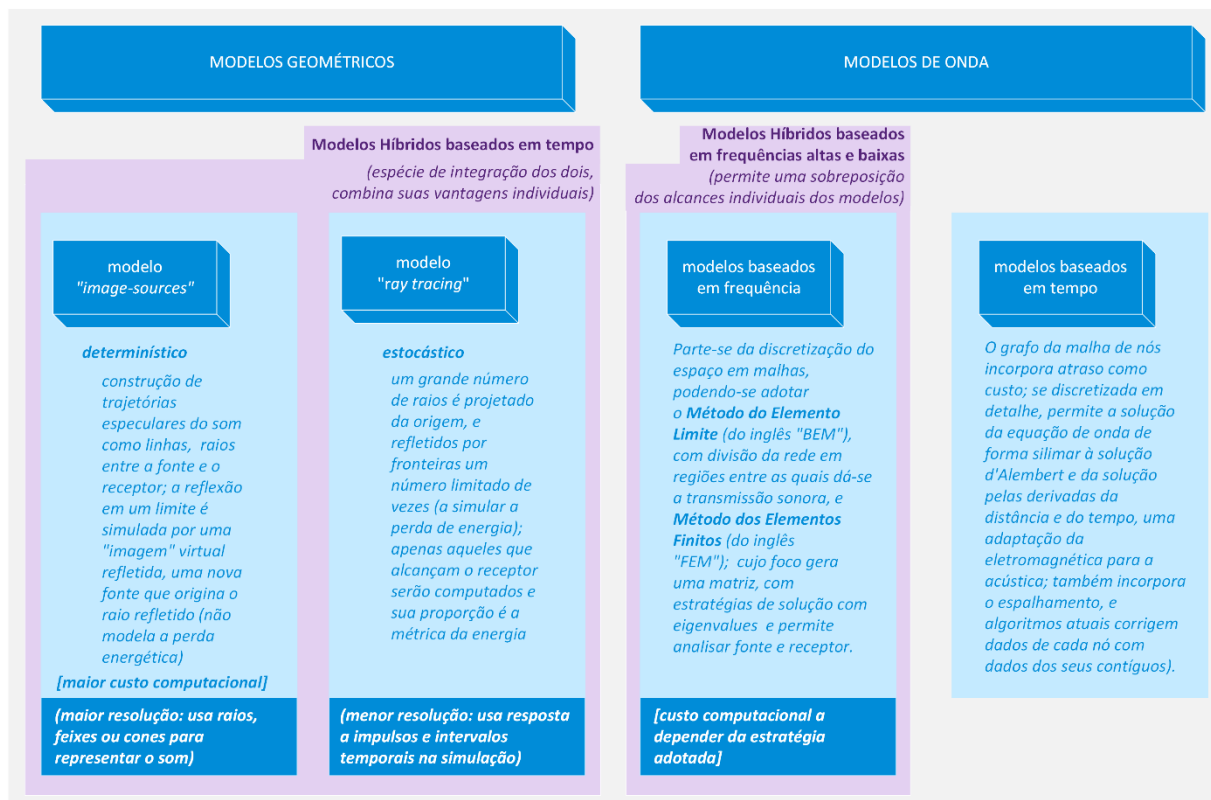 MODELOS GEOMÉTRICOS
MODELOS DE ONDA
Modelos Híbridos baseados em tempo
(espécie de integração dos dois,
combina suas vantagens individuais)
Modelos Híbridos baseados
em frequências altas e baixas
(permite uma sobreposição
dos alcances individuais dos modelos)
modelo
"image-sources"
determinístico
construção de
trajetórias
especulares do som
como linhas, raios
entre a fonte e o
receptor; a reflexão
em um limite é
simulada por uma
"imagem" virtual
refletida, uma nova
fonte que origina o
raio refletido (não
modela a perda
energética)
[maior custo computacional]
(maior resolução: usa raios,
feixes ou cones para
representar o som)
modelo
"ray tracing"
estocástico
um grande número
de raios é projetado
da origem, e
refletidos por
fronteiras um
número limitado de
vezes (a simular a
perda de energia);
apenas aqueles que
alcançam o receptor
serão computados e
sua proporção é a
métrica da energia
(menor resolução: usa resposta
a impulsos e intervalos
temporais na simulação)
modelos baseados
em frequência
Parte-se da discretização do
espaço em malhas,
podendo-se adotar
o Método do Elemento
Limite (do inglês "BEM"),
com divisão da rede em
regiões entre as quais dá-se
a transmissão sonora, e
Método dos Elementos
Finitos (do inglês
"FEM"); cujo foco gera
uma matriz, com
estratégias de solução com
eigenvalues e permite
analisar fonte e receptor.
[custo computacional a
depender da estratégia
adotada]
modelos baseados
em tempo
O grafo da malha de nós
incorpora atraso como
custo; se discretizada em
detalhe, permite a solução
da equação de onda de
forma silimar à solução
d'Alembert e da solução
pelas derivadas da
distância e do tempo, uma
adaptação da
eletromagnética para a
acústica; também incorpora
o espalhamento, e
algoritmos atuais corrigem
dados de cada nó com
dados dos seus contíguos).